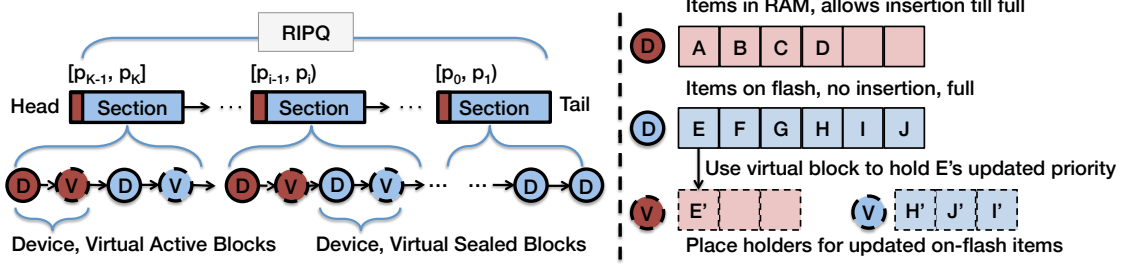 RIPQ
[pK-1, pK]
[pi-1, pi)
[p0, p1)
Head
Section
...
Section
...
Section
Tail
D
V
D
V
D
V
D
V
...
...
D
D
Device, Virtual Active Blocks
Device, Virtual Sealed Blocks
Items in RAM, allows insertion till full
D
A
B
C
D
Items on flash, no insertion, full
D
E
F
G
H
I
J
Use virtual block to hold E's updated priority
V
E'
V
H'
J'
I'
Place holders for updated on-flash items